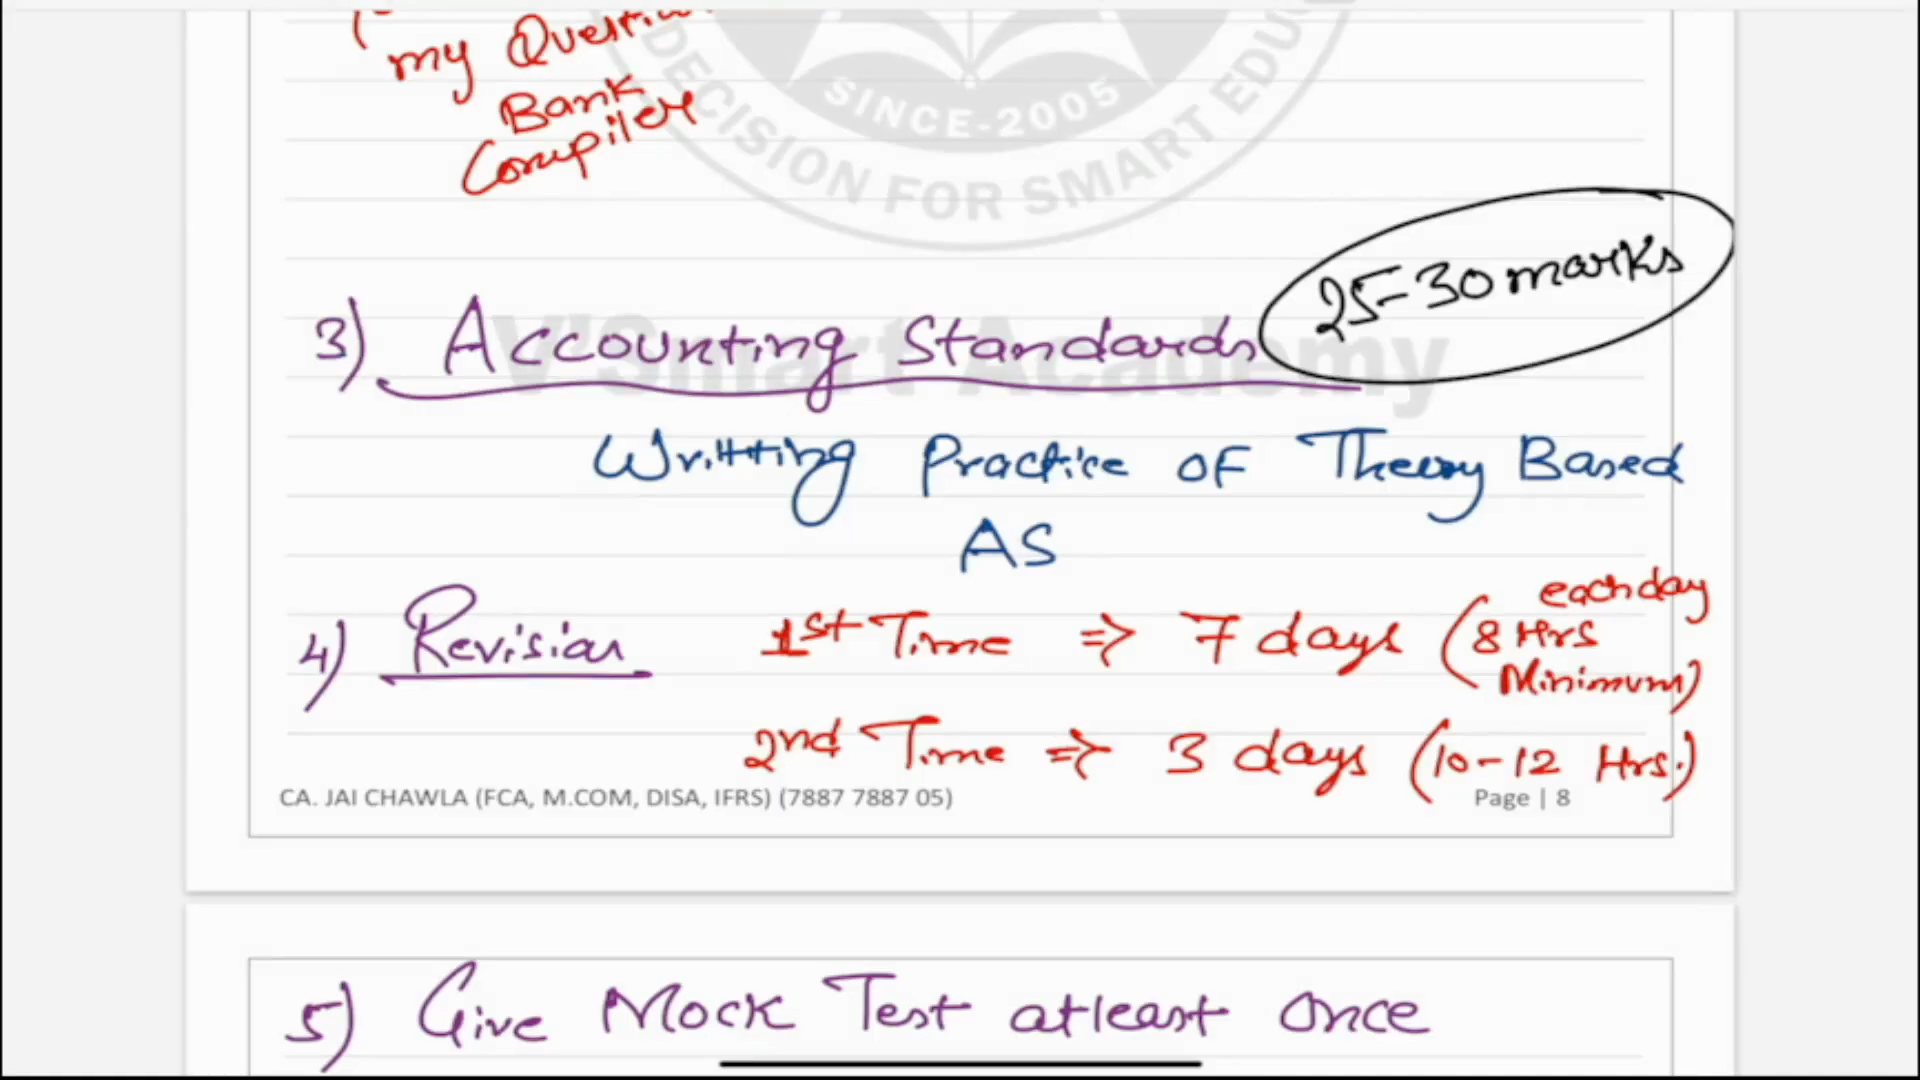 my Question
Bank
Compiler
SINCE-2005
DECISION FOR SMART EDU
25-30 marks
3) Accounting Standards
V'Smart Academy
Writting Practice of Theory Based
AS
4) Revision 1st Time => 7 days (8 Hrs each day Minimum)
2nd Time => 3 days (10-12 Hrs.)
CA. JAI CHAWLA (FCA, M.COM, DISA, IFRS) (7887 7887 05) Page | 8
5) Give Mock Test atleast once